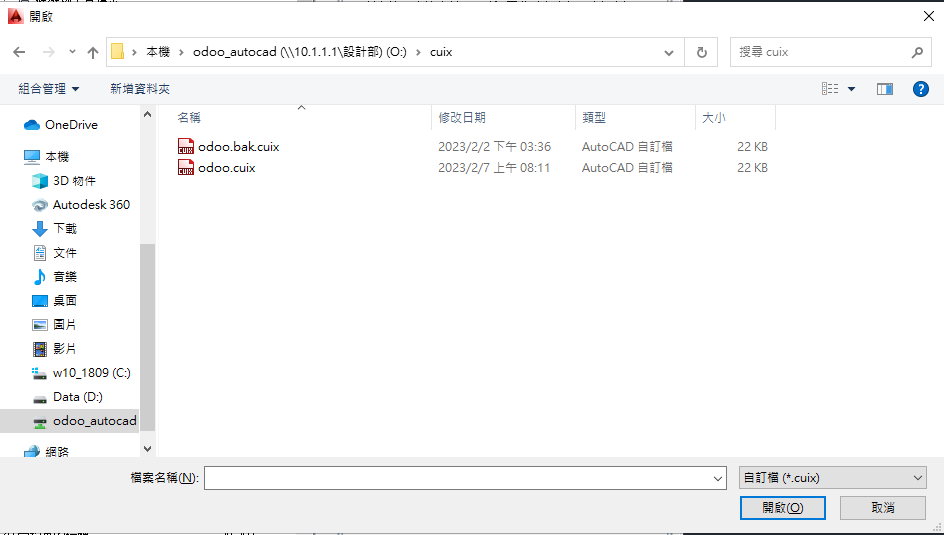 開啟
本機 > odoo_autocad (\\10.1.1.1\設計部) (O:) > cuix
搜尋 cuix
組合管理 新增資料夾
名稱 修改日期 類型 大小
odoo.bak.cuix 2023/2/2 下午 03:36 AutoCAD 自訂檔 22 KB
odoo.cuix 2023/2/7 上午 08:11 AutoCAD 自訂檔 22 KB
OneDrive
本機
3D 物件
Autodesk 360
下載
文件
音樂
桌面
圖片
影片
w10_1809 (C:)
Data (D:)
odoo_autocad
網路
檔案名稱(N):
自訂檔 (*.cuix)
開啟(O) 取消